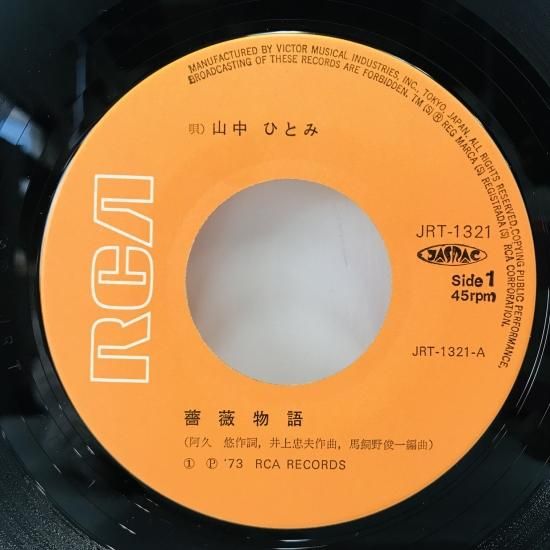 MANUFACTURED BY VICTOR MUSICAL INDUSTRIES, INC., TOKYO, JAPAN. ALL RIGHTS RESERVED, COPYING PUBLIC PERFORMANCE,
BROADCASTING OF THESE RECORDS ARE FORBIDDEN. TM(S) ® REG MARCA(S) REGISTRADA(S) RCA CORPORATION.
唄) 山中 ひとみ
RCA
JRT-1321
JASRAC
Side 1
45rpm
JRT-1321-A
薔薇物語
(阿久 悠作詞, 井上忠夫作曲, 馬飼野俊一編曲)
① Ⓟ '73 RCA RECORDS